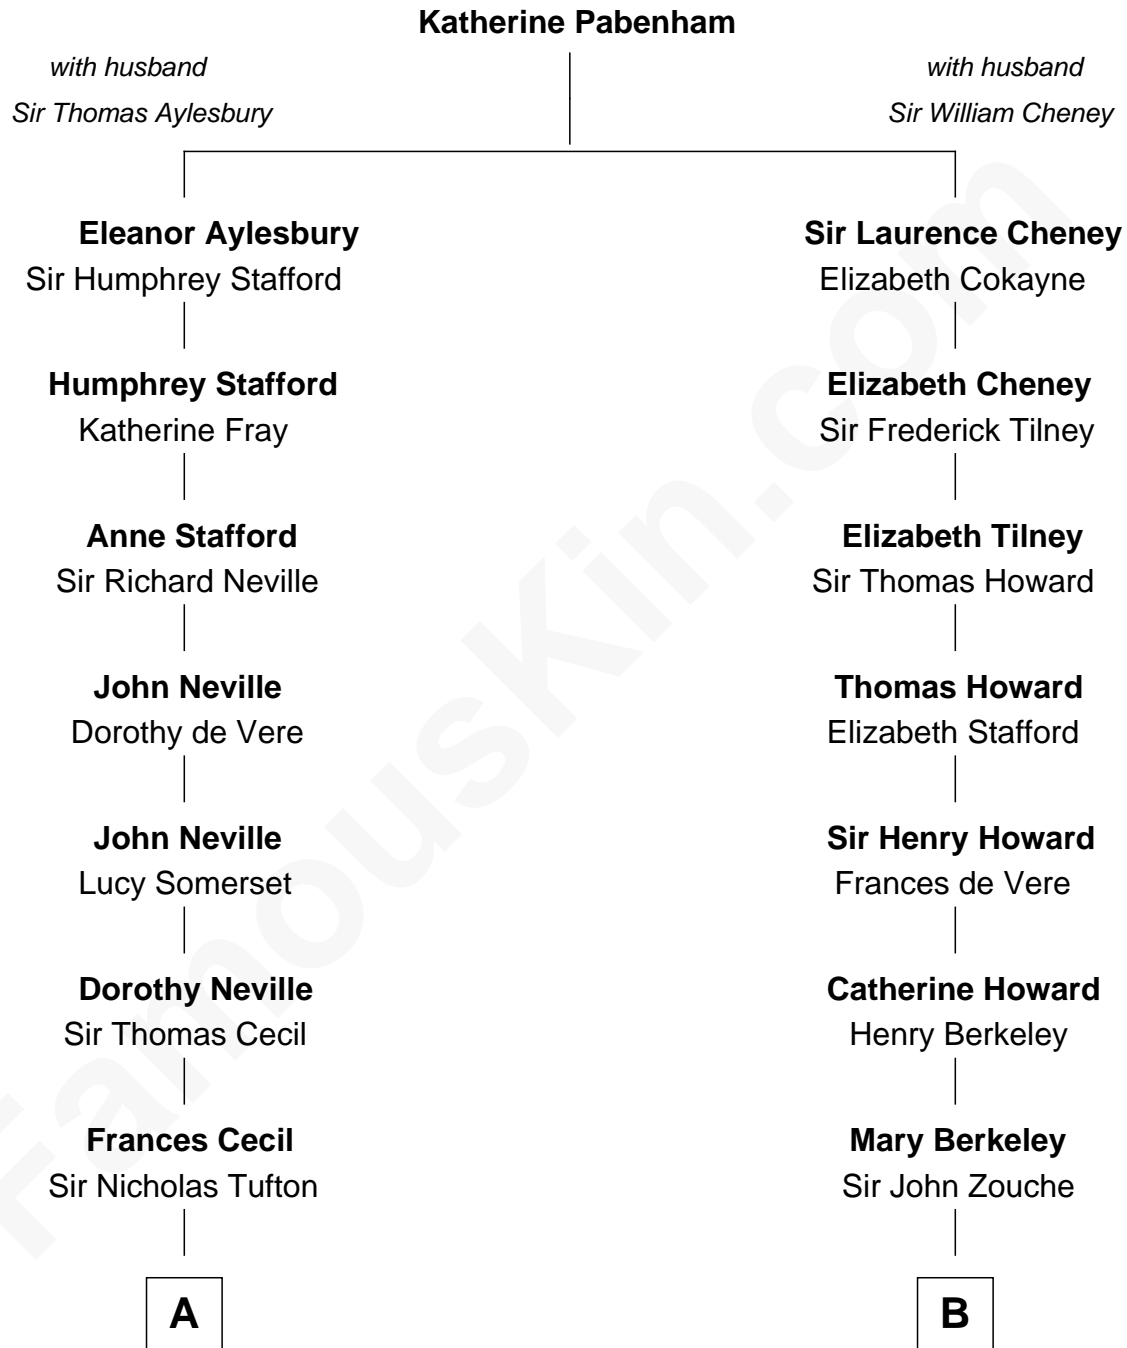 Katherine Pabenham
with husband
Sir Thomas Aylesbury
with husband
Sir William Cheney
Eleanor Aylesbury
Sir Humphrey Stafford
Sir Laurence Cheney
Elizabeth Cokayne
Humphrey Stafford
Katherine Fray
Elizabeth Cheney
Sir Frederick Tilney
Anne Stafford
Sir Richard Neville
Elizabeth Tilney
Sir Thomas Howard
John Neville
Dorothy de Vere
Thomas Howard
Elizabeth Stafford
John Neville
Lucy Somerset
Sir Henry Howard
Frances de Vere
Dorothy Neville
Sir Thomas Cecil
Catherine Howard
Henry Berkeley
Frances Cecil
Sir Nicholas Tufton
Mary Berkeley
Sir John Zouche
A
B
FamousKin.com